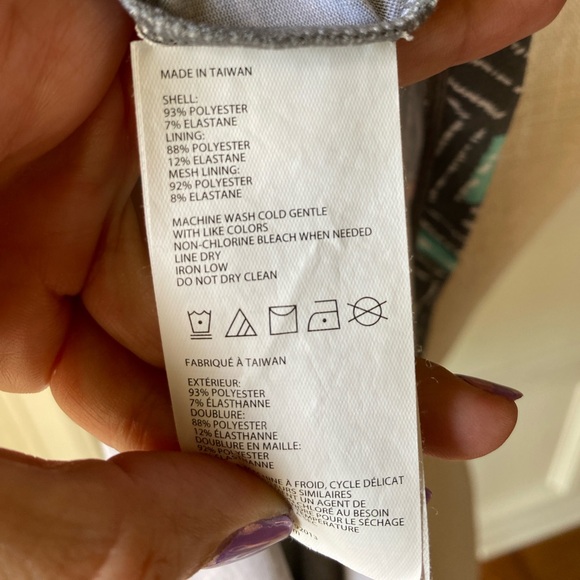 MADE IN TAIWAN
SHELL:
93% POLYESTER
7% ELASTANE
LINING:
88% POLYESTER
12% ELASTANE
MESH LINING:
92% POLYESTER
8% ELASTANE
MACHINE WASH COLD GENTLE
WITH LIKE COLORS
NON-CHLORINE BLEACH WHEN NEEDED
LINE DRY
IRON LOW
DO NOT DRY CLEAN
FABRIQUÉ À TAIWAN
EXTÉRIEUR:
93% POLYESTER
7% ÉLASTHANNE
DOUBLURE:
88% POLYESTER
12% ÉLASTHANNE
DOUBLURE EN MAILLE:
92% POLYESTER
ÉLASTHANNE
À FROID, CYCLE DÉLICAT
SIMILAIRES
UN AGENT DE
CHLORÉ AU BESOIN
POUR LE SÉCHAGE